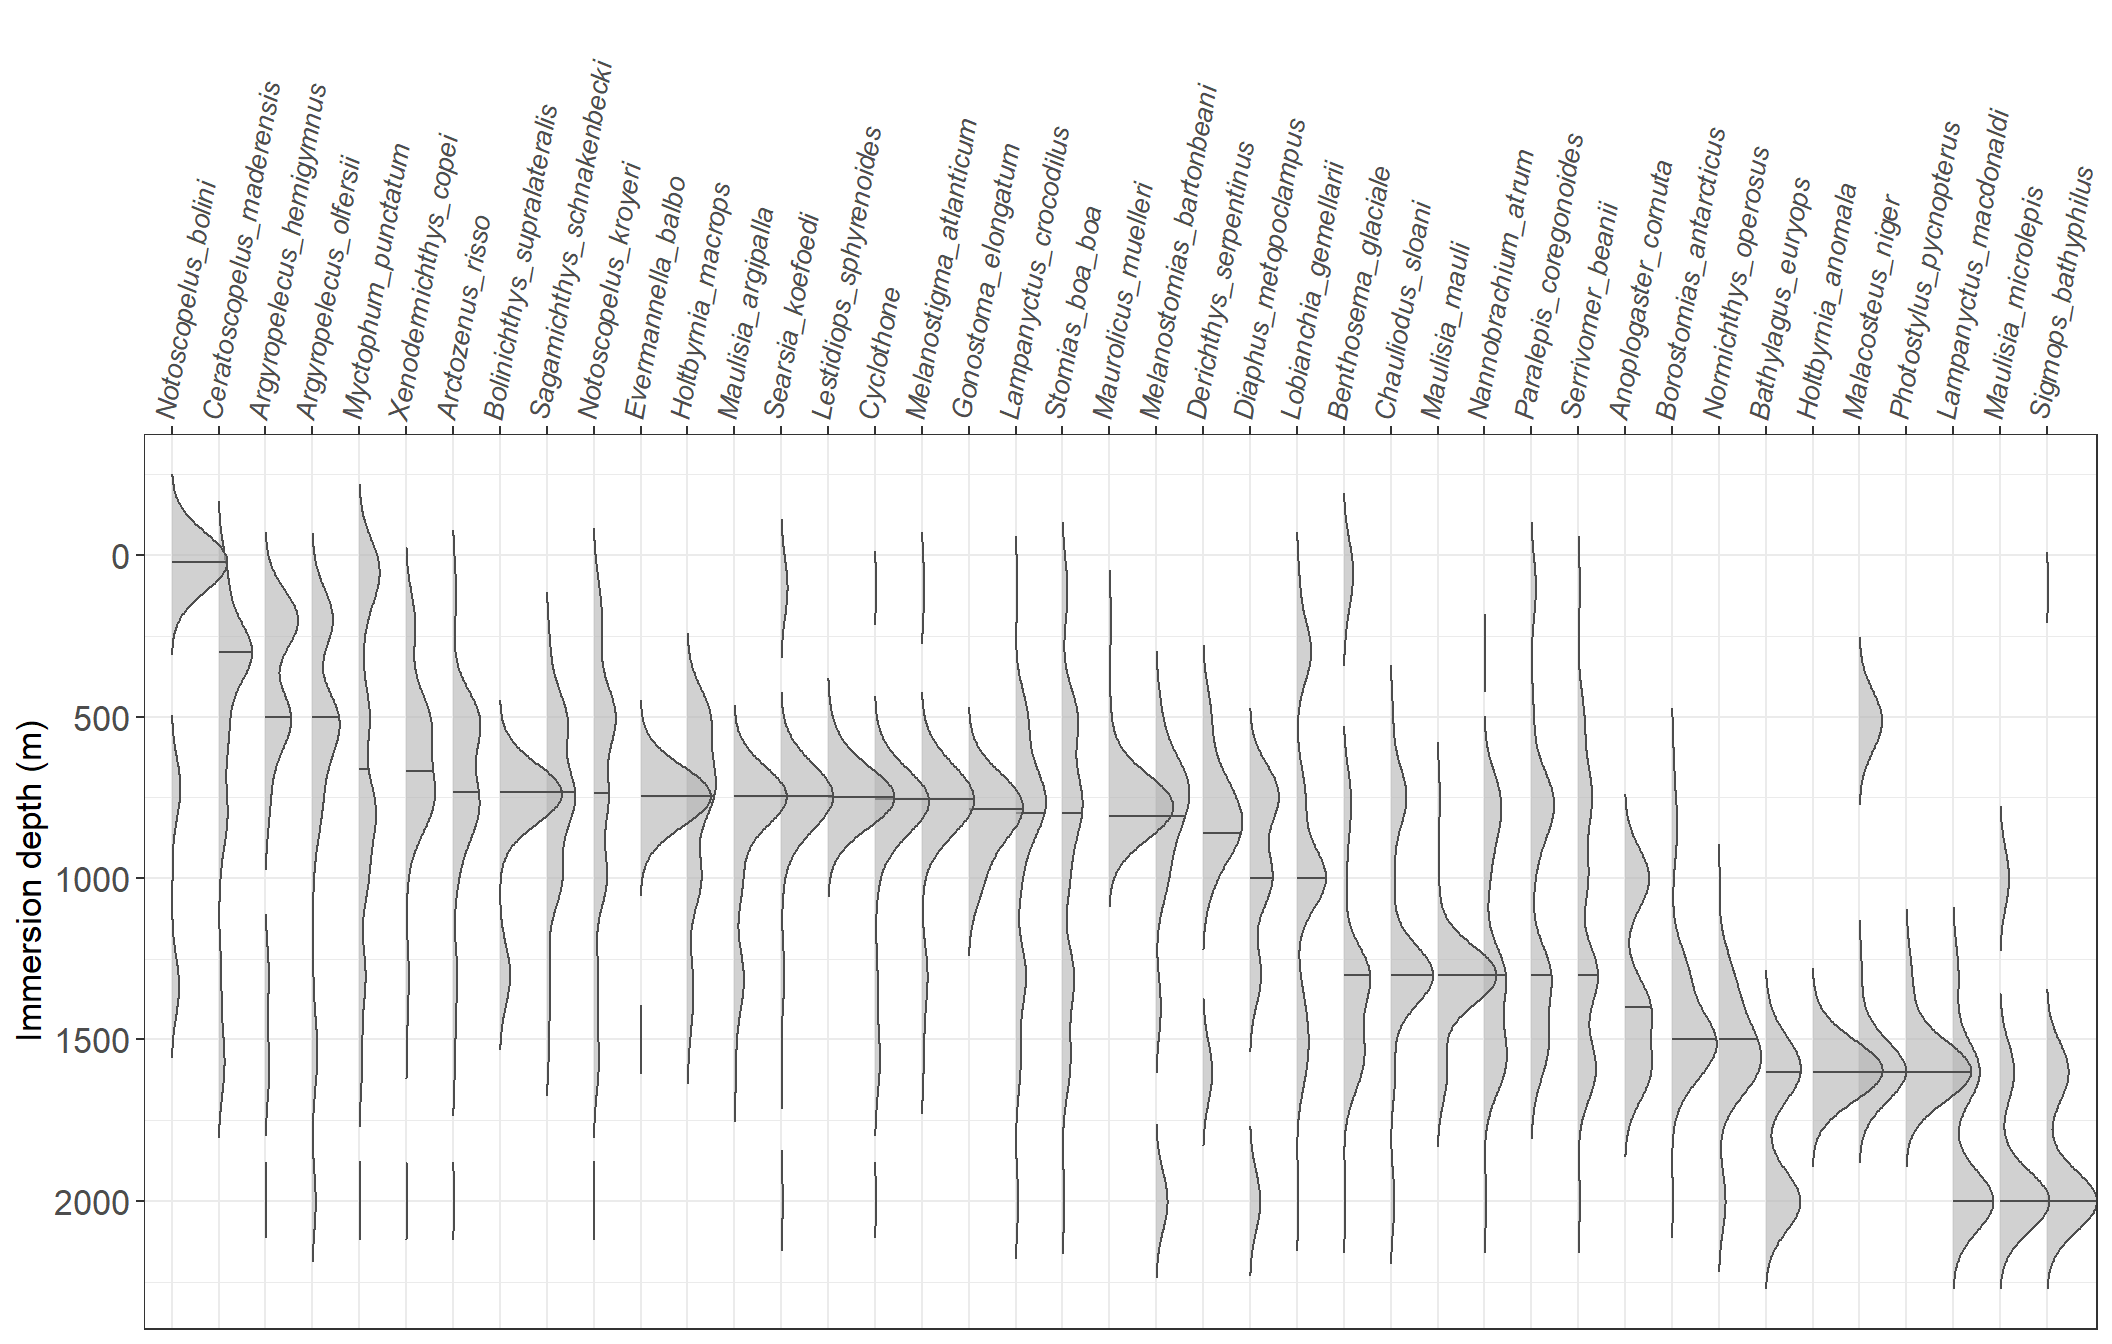 Notoscopelus_bolini
Ceratoscopelus_maderensis
Argyropelecus_hemigymnus
Argyropelecus_olfersii
Myctophum_punctatum
Xenodermichthys_copei
Arctozenus_risso
Bolinichthys_supralateralis
Sagamichthys_schnakenbecki
Notoscopelus_kroyeri
Evermannella_balbo
Holtbyrnia_macrops
Maulisia_argipalla
Searsia_koefoedi
Lestidiops_sphyrenoides
Cyclothone
Melanostigma_atlanticum
Gonostoma_elongatum
Lampanyctus_crocodilus
Stomias_boa_boa
Maurolicus_muelleri
Melanostomias_bartonbeani
Derichthys_serpentinus
Diaphus_metopoclampus
Lobianchia_gemellarii
Benthosema_glaciale
Chauliodus_sloani
Maulisia_mauli
Nannobrachium_atrum
Paralepis_coregonoides
Serrivomer_beanii
Anoplogaster_cornuta
Borostomias_antarcticus
Normichthys_operosus
Bathylagus_euryops
Holtbyrnia_anomala
Malacosteus_niger
Photostylus_pycnopterus
Lampanyctus_macdonaldi
Maulisia_microlepis
Sigmops_bathyphilus
Immersion depth (m)
0
500
1000
1500
2000